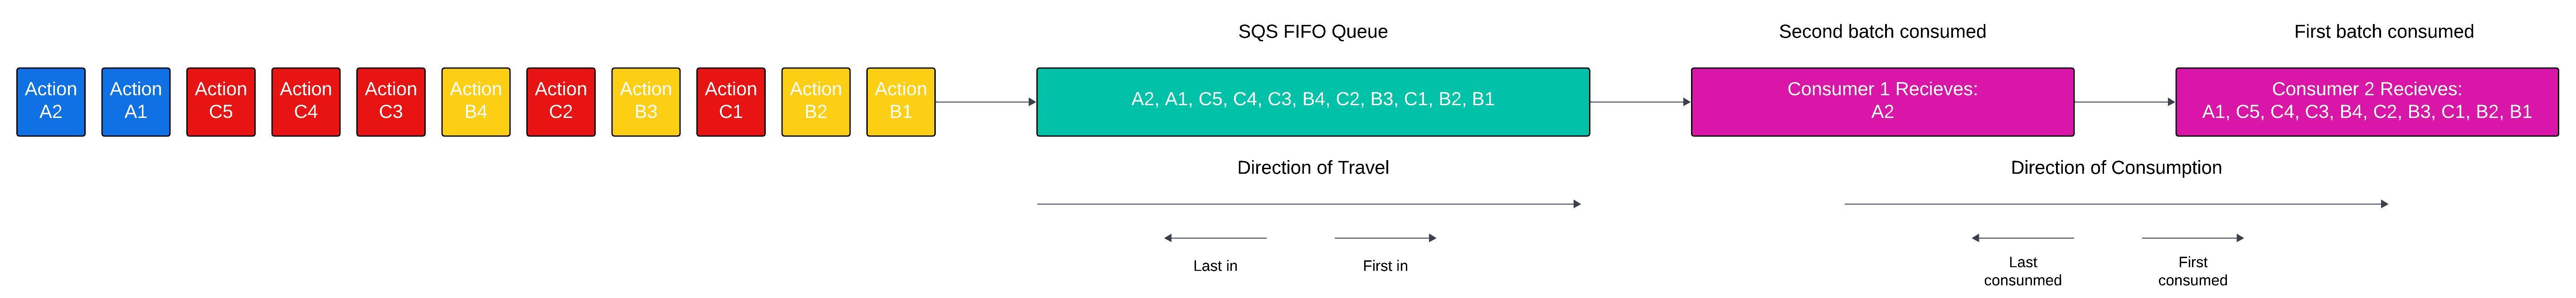 SQS FIFO Queue
Second batch consumed
First batch consumed
Action
A2
Action
A1
Action
C5
Action
C4
Action
C3
Action
B4
Action
C2
Action
B3
Action
C1
Action
B2
Action
B1
A2, A1, C5, C4, C3, B4, C2, B3, C1, B2, B1
Consumer 1 Recieves:
A2
Consumer 2 Recieves:
A1, C5, C4, C3, B4, C2, B3, C1, B2, B1
Direction of Travel
Direction of Consumption
Last in
First in
Last
consunmed
First
consumed